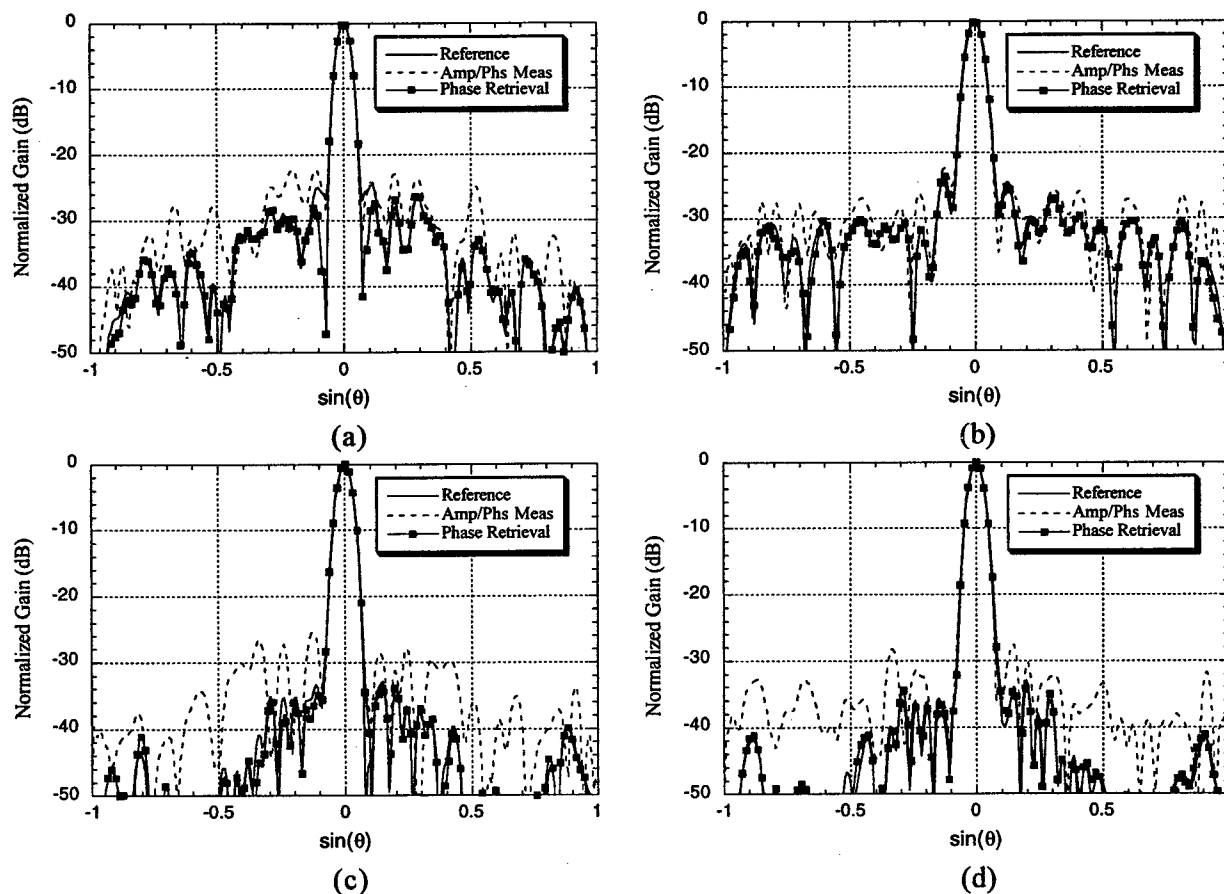 0
-10
-20
-30
-40
-50
Normalized Gain (dB)
Reference
Amp/Phs Meas
Phase Retrieval
-1
-0.5
0
0.5
1
sin(θ)
(a)
0
-10
-20
-30
-40
-50
Normalized Gain (dB)
Reference
Amp/Phs Meas
Phase Retrieval
-1
-0.5
0
0.5
1
sin(θ)
(b)
0
-10
-20
-30
-40
-50
Normalized Gain (dB)
Reference
Amp/Phs Meas
Phase Retrieval
-1
-0.5
0
0.5
1
sin(θ)
(c)
0
-10
-20
-30
-40
-50
Normalized Gain (dB)
Reference
Amp/Phs Meas
Phase Retrieval
-1
-0.5
0
0.5
sin(θ)
(d)